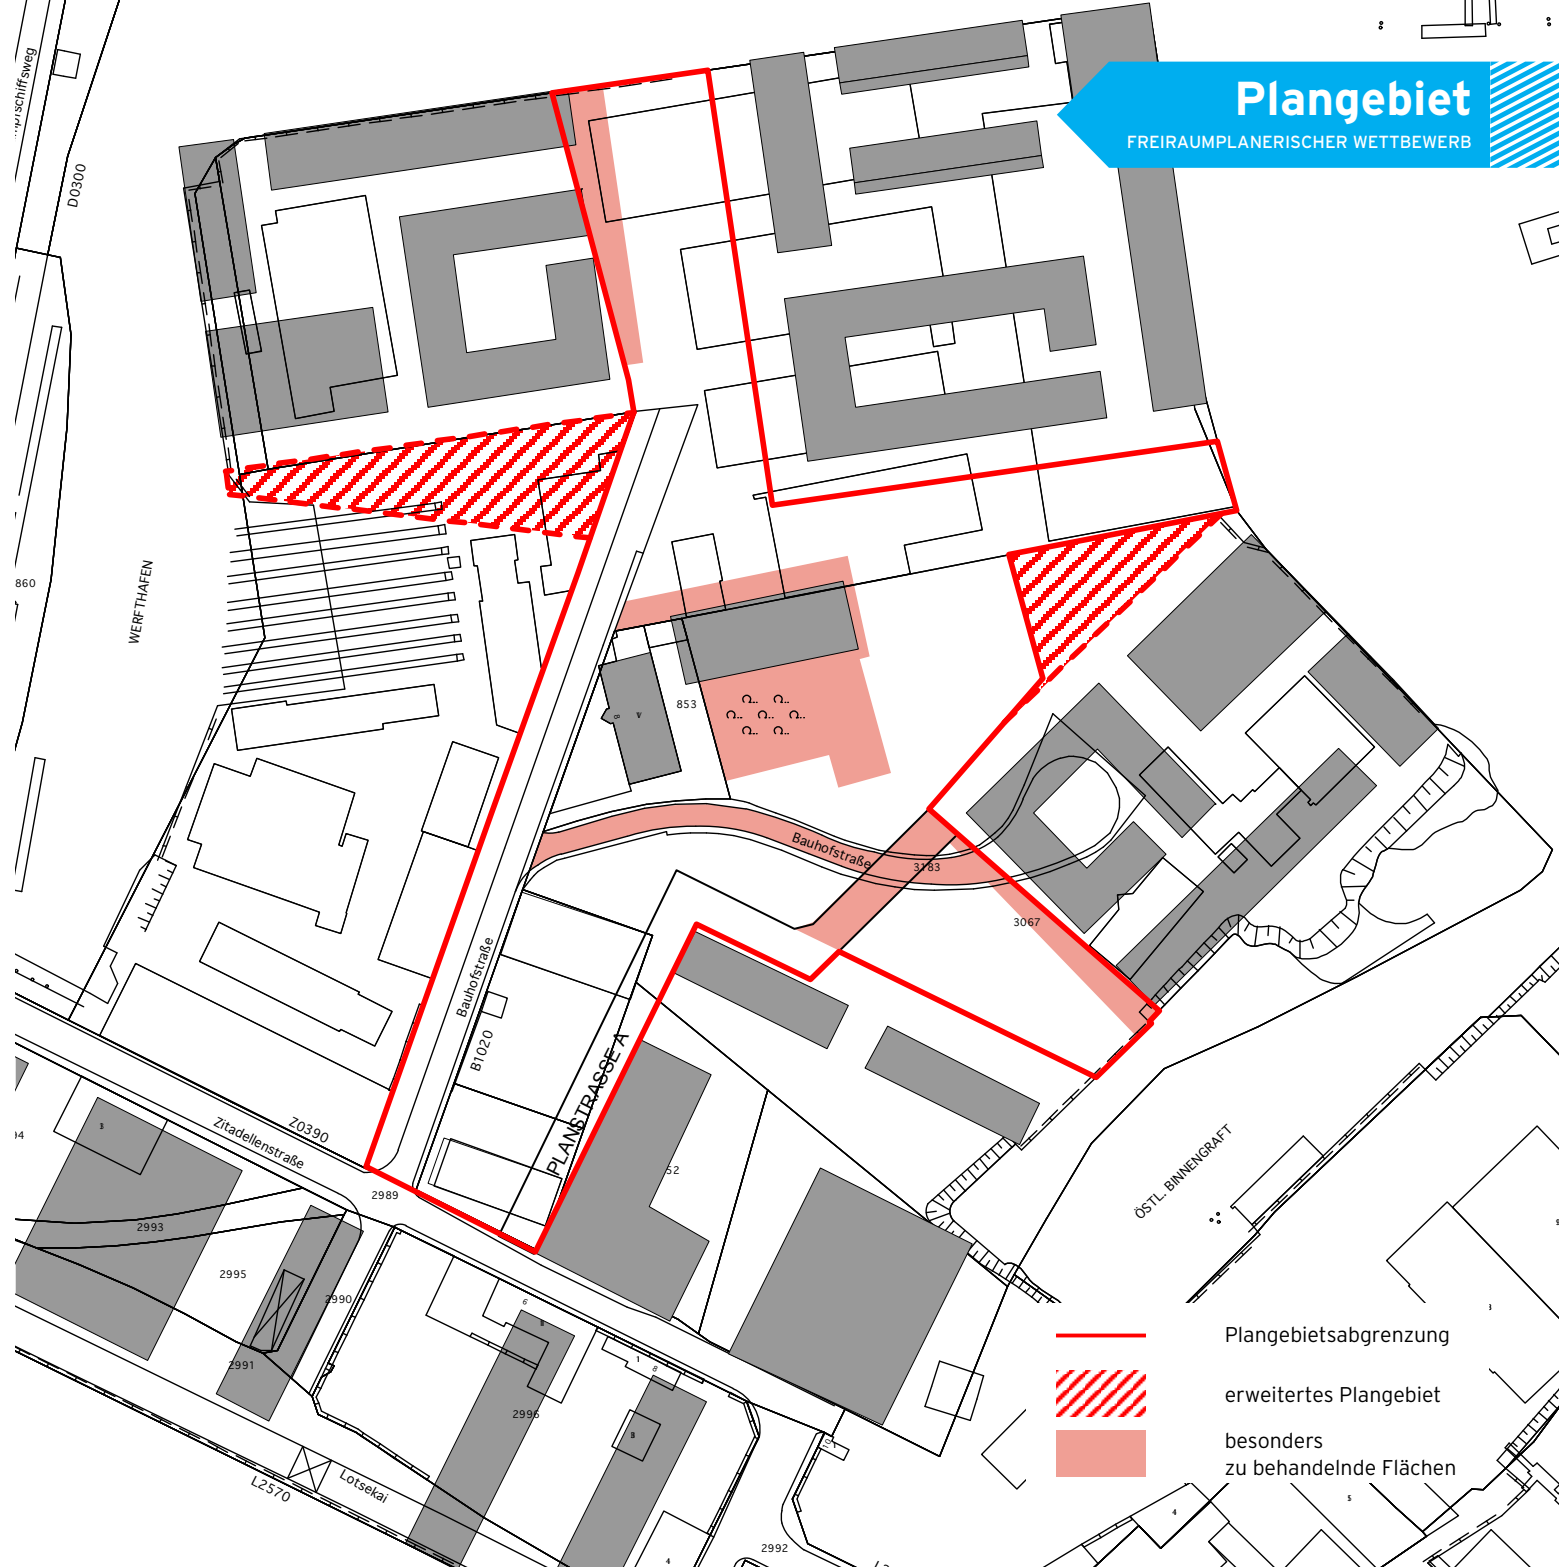 Plangebiet
FREIRAUMPLANERISCHER WETTBEWERB
D0300
WERFTHAFEN
860
853
Bauhofstraße
3183
3067
Bauhofstraße
B1020
PLANSTRASSE A
52
Z0390
Zitadellenstraße
2989
2993
2995
2990
2991
2996
2992
Lotsekai
L2570
ÖSTL. BINNENGRAFT
Plangebietsabgrenzung
erweitertes Plangebiet
besonders
zu behandelnde Flächen